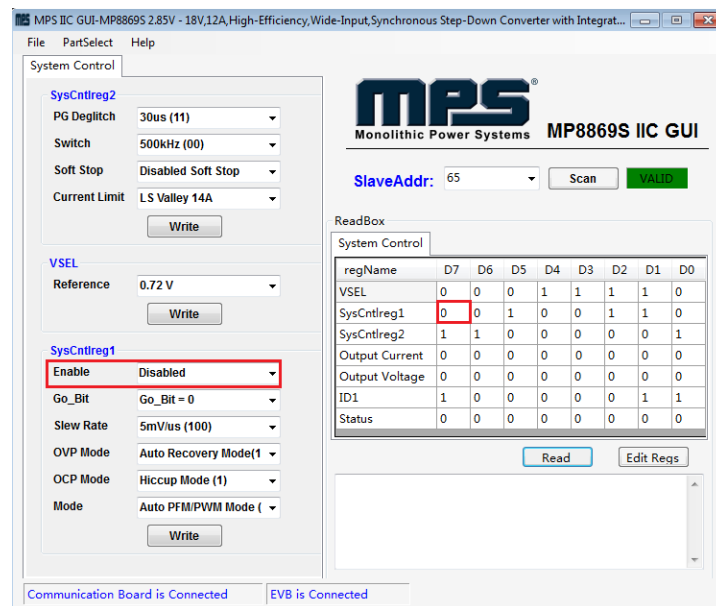 MPS IIC GUI-MP8869S 2.85V - 18V,12A,High-Efficiency,Wide-Input,Synchronous Step-Down Converter with Integrat...
File PartSelect Help
System Control
SysCntlreg2
PG Deglitch 30us (11)
Switch 500kHz (00)
Soft Stop Disabled Soft Stop
Current Limit LS Valley 14A
Write
VSEL
Reference 0.72 V
Write
SysCntlreg1
Enable Disabled
Go_Bit Go_Bit = 0
Slew Rate 5mV/us (100)
OVP Mode Auto Recovery Mode(1
OCP Mode Hiccup Mode (1)
Mode Auto PFM/PWM Mode (
Write
mps®
Monolithic Power Systems MP8869S IIC GUI
SlaveAddr: 65 Scan VALID
ReadBox
System Control
regName D7 D6 D5 D4 D3 D2 D1 D0
VSEL 0 0 0 1 1 1 1 0
SysCntlreg1 0 0 1 0 0 1 1 0
SysCntlreg2 1 1 0 0 0 0 0 1
Output Current 0 0 0 0 0 0 0 0
Output Voltage 0 0 0 0 0 0 0 0
ID1 1 0 0 0 0 0 1 1
Status 0 0 0 0 0 0 0 0
Read Edit Regs
Communication Board is Connected EVB is Connected